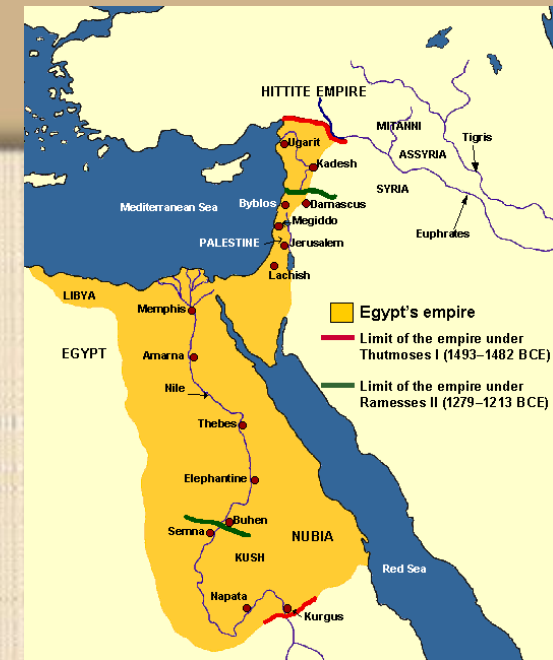 HITTITE EMPIRE
MITANNI
Tigris
Ugarit
ASSYRIA
Kadesh
SYRIA
Byblos
Damascus
Mediterranean Sea
Megiddo
Euphrates
PALESTINE
Jerusalem
Lachish
LIBYA
Memphis
Egypt's empire
Limit of the empire under
Thutmoses I (1493–1482 BCE)
EGYPT
Amarna
Nile
Limit of the empire under
Ramesses II (1279–1213 BCE)
Thebes
Elephantine
Buhen
Semna
NUBIA
KUSH
Red Sea
Napata
Kurgus